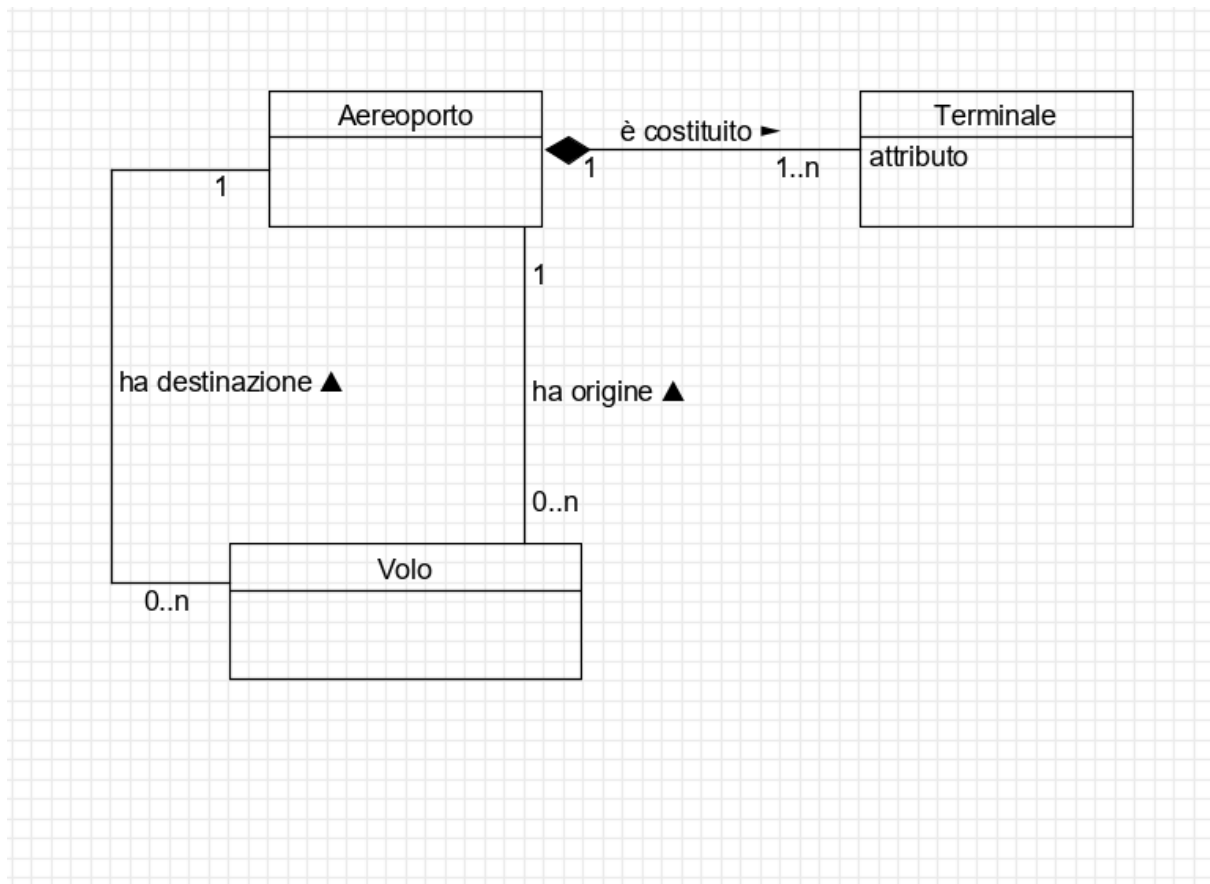 Aereoporto
Terminale
è costituito ►
1
1..n
attributo
1
1
ha destinazione ▲
ha origine ▲
0..n
Volo
0..n